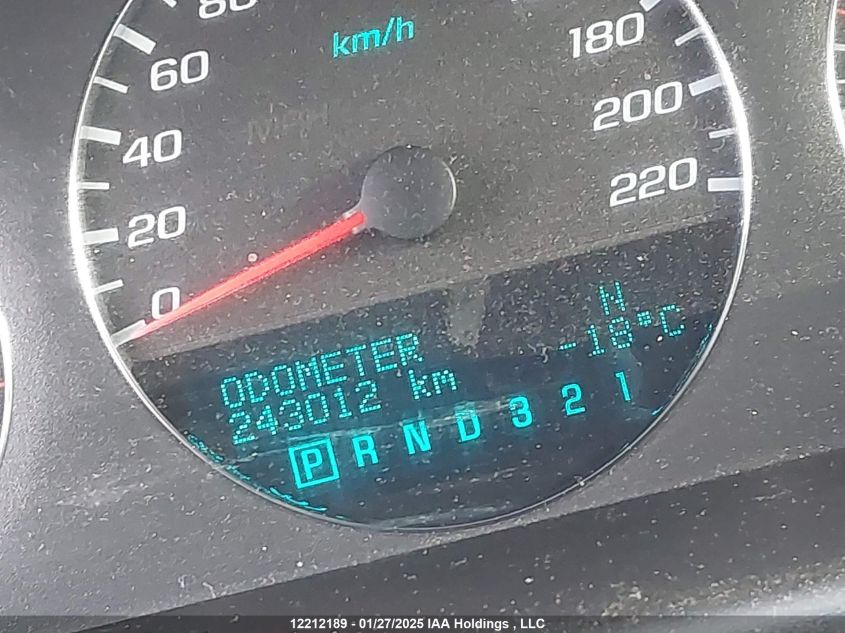 80
km/h
180
60
200
MPH
40
220
20
0
N
ODOMETER
-18°C
243012 km
P R N D 3 2 1
12212189 - 01/27/2025 IAA Holdings , LLC